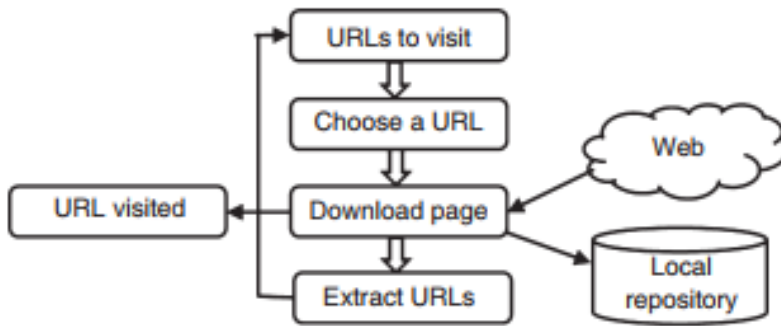 URLs to visit
Choose a URL
Web
URL visited
Download page
Local
repository
Extract URLs